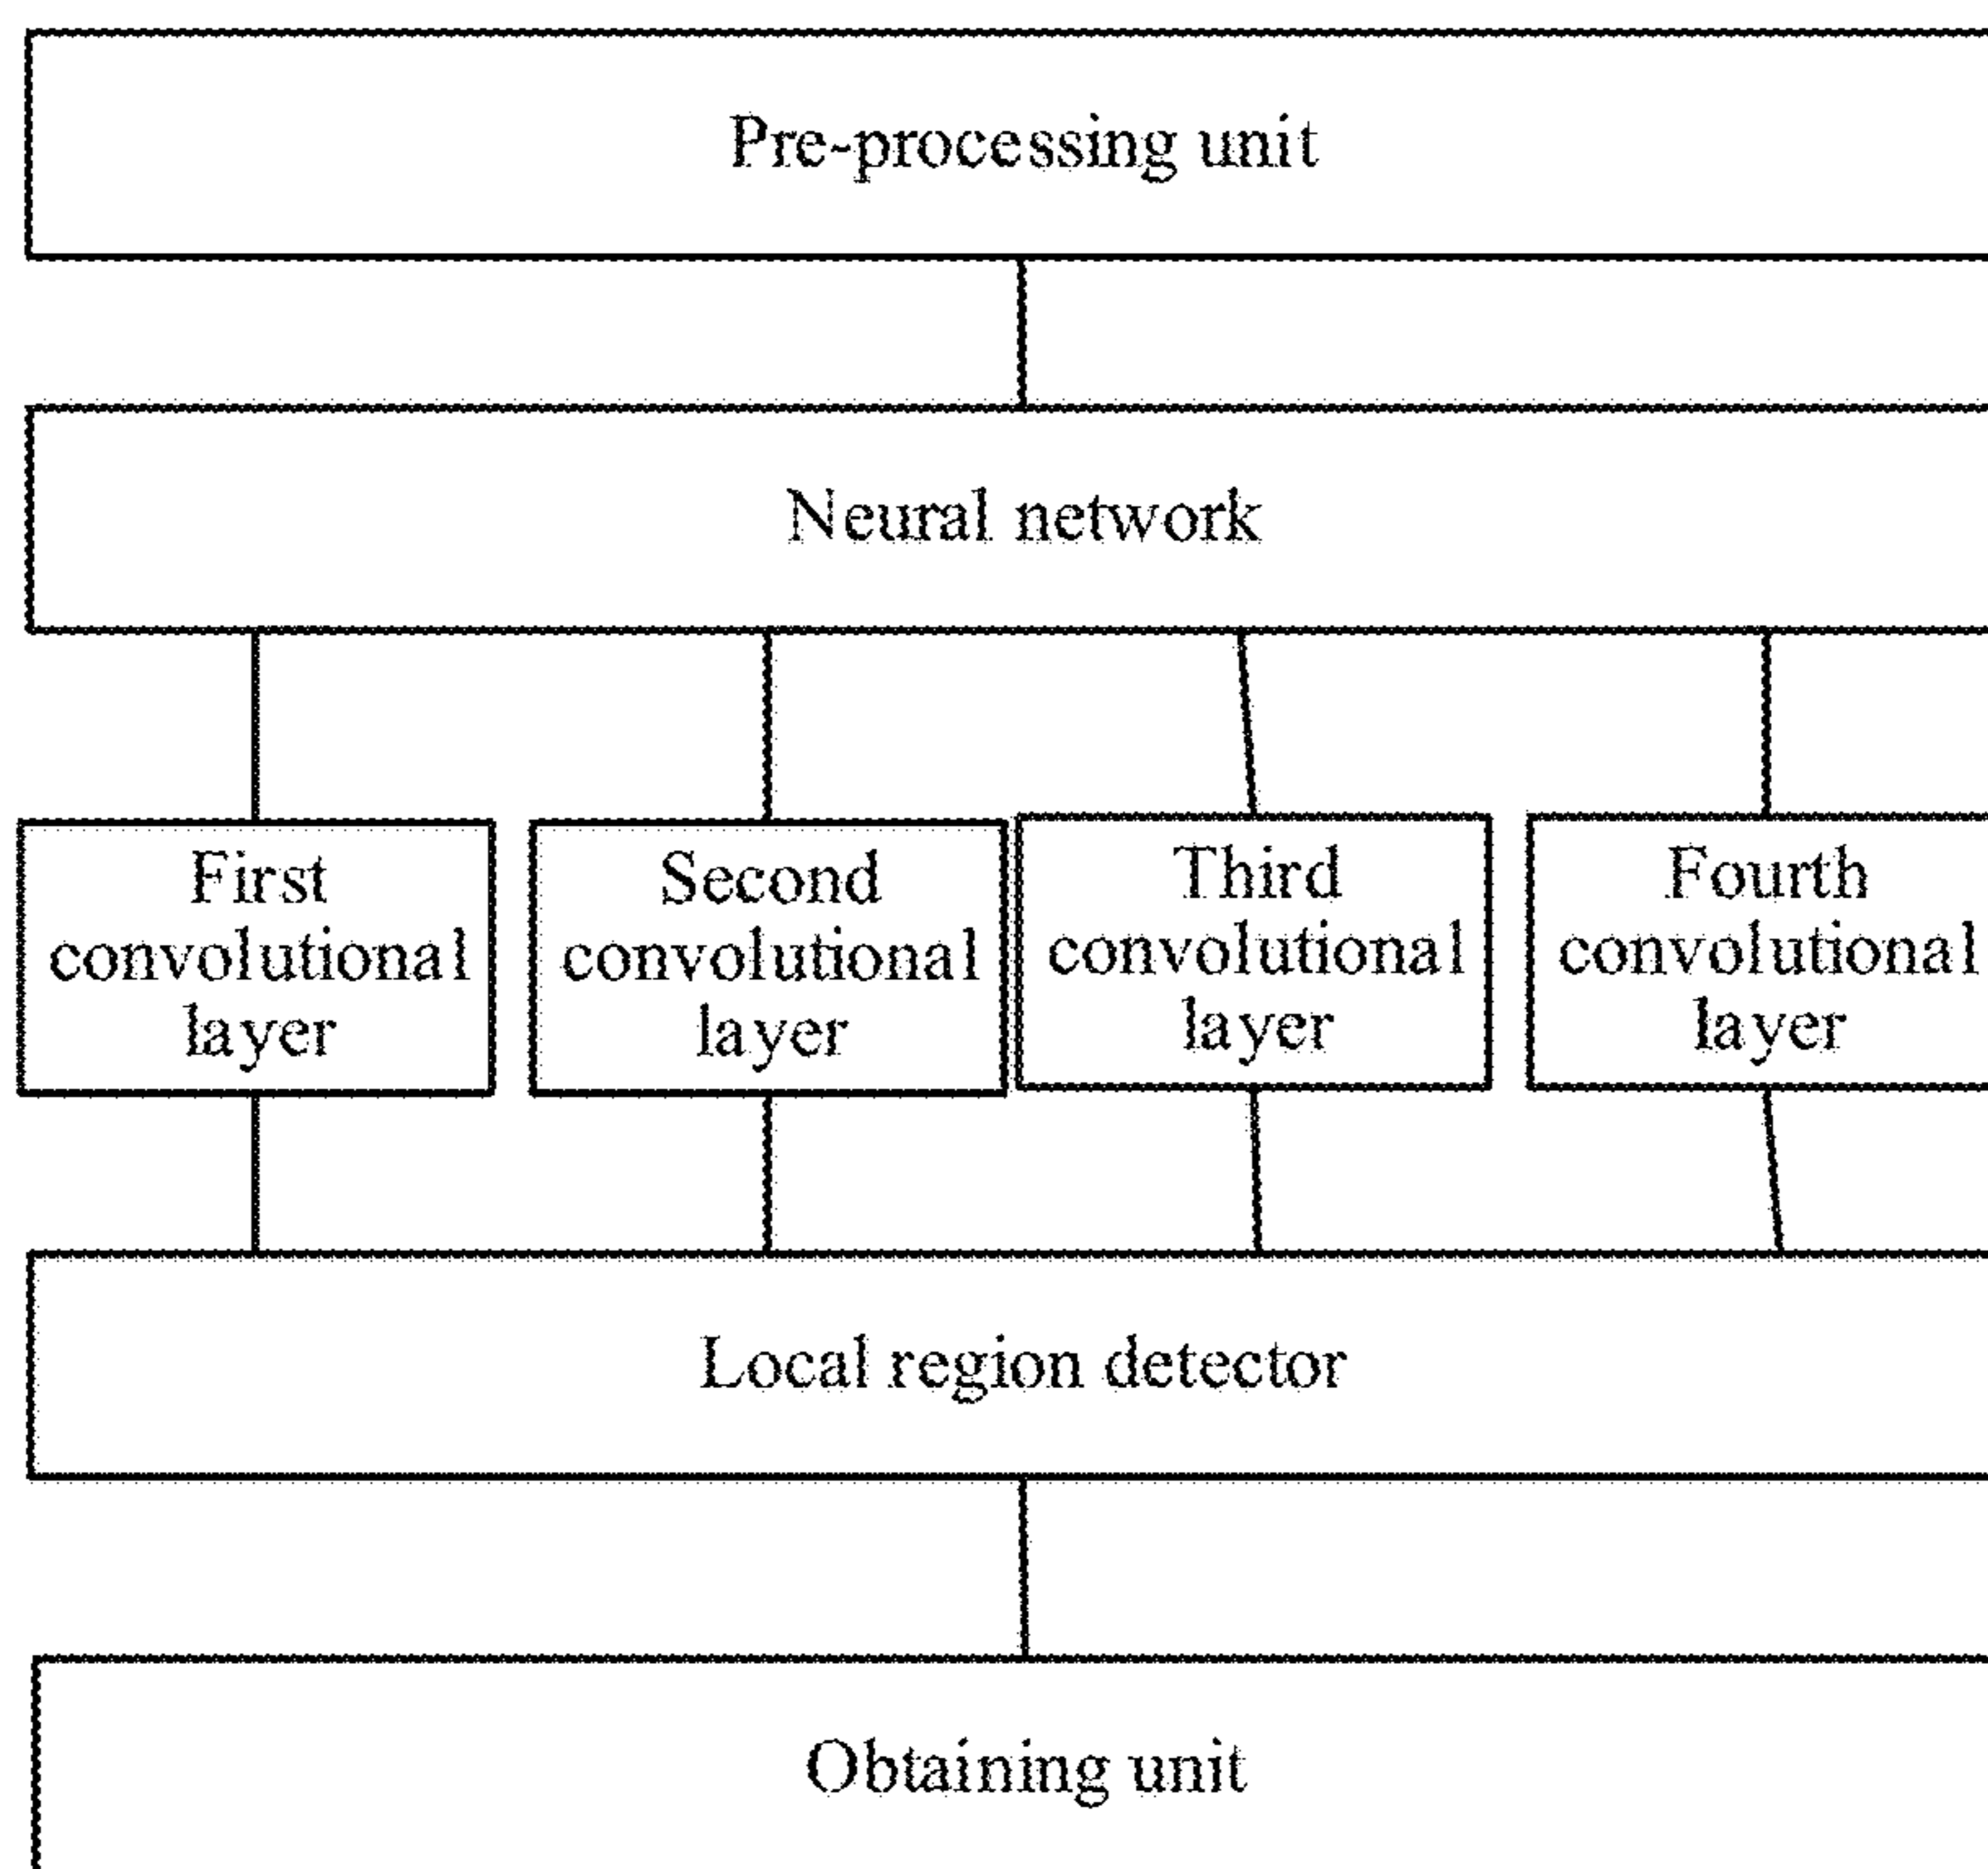 Pre-processing unit
Neural network
First
convolutional
layer
Second
convolutional
layer
Third
convolutional
layer
Fourth
convolutional
layer
Local region detector
Obtaining unit